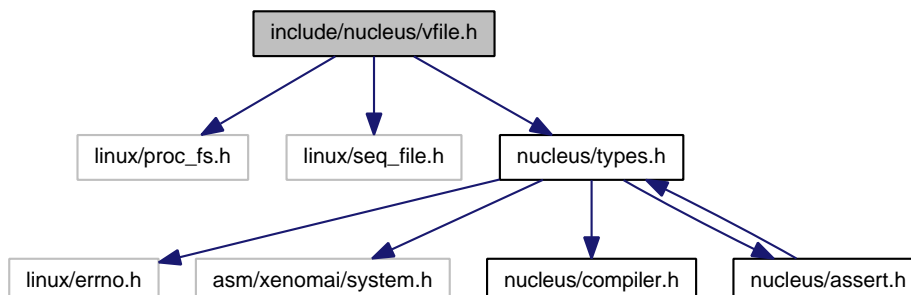 include/nucleus/vfile.h
linux/proc_fs.h
linux/seq_file.h
nucleus/types.h
linux/errno.h
asm/xenomai/system.h
nucleus/compiler.h
nucleus/assert.h